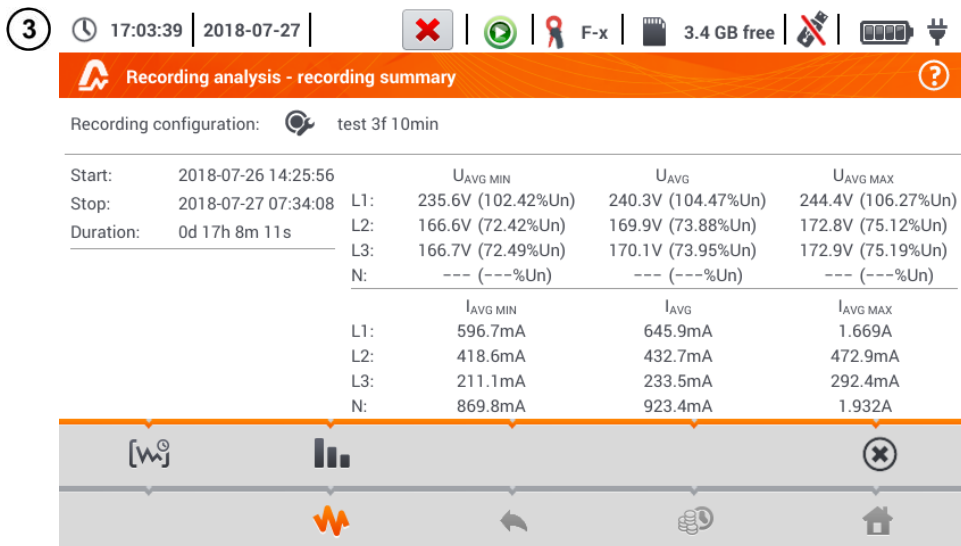 3 17:03:39 2018-07-27 F-x 3.4 GB free
Recording analysis - recording summary ?
Recording configuration: test 3f 10min
Start: 2018-07-26 14:25:56
Stop: 2018-07-27 07:34:08
Duration: 0d 17h 8m 11s
UAVG MIN UAVG UAVG MAX
L1: 235.6V (102.42%Un) 240.3V (104.47%Un) 244.4V (106.27%Un)
L2: 166.6V (72.42%Un) 169.9V (73.88%Un) 172.8V (75.12%Un)
L3: 166.7V (72.49%Un) 170.1V (73.95%Un) 172.9V (75.19%Un)
N: --- (---%Un) --- (---%Un) --- (---%Un)
IAVG MIN IAVG IAVG MAX
L1: 596.7mA 645.9mA 1.669A
L2: 418.6mA 432.7mA 472.9mA
L3: 211.1mA 233.5mA 292.4mA
N: 869.8mA 923.4mA 1.932A